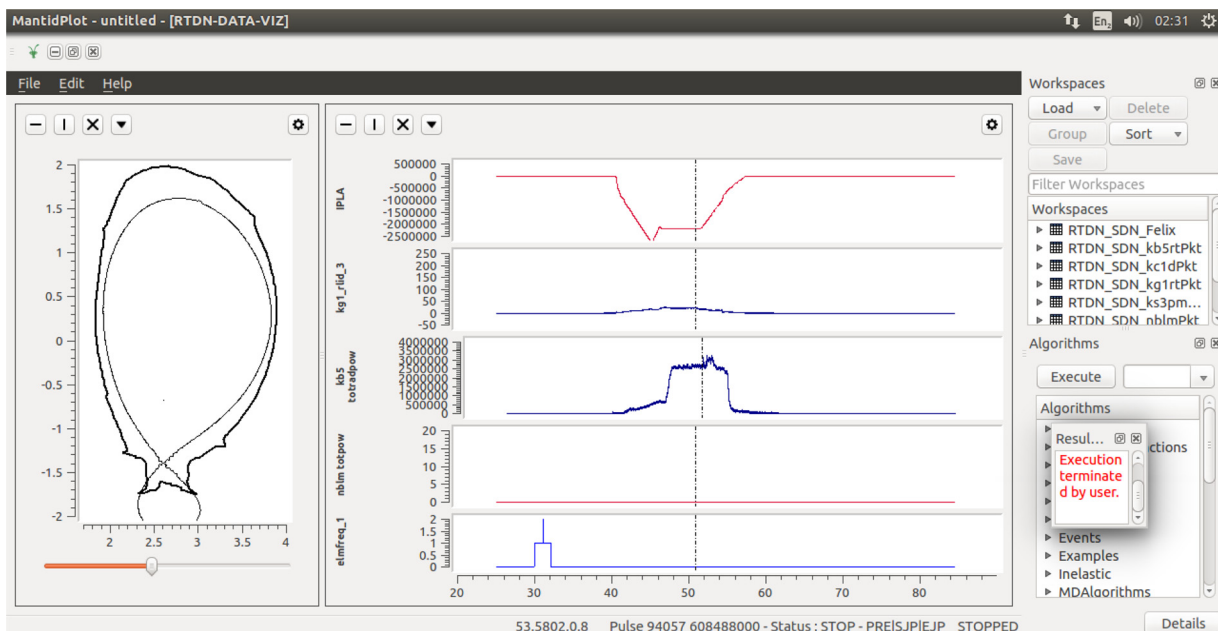 MantidPlot - untitled - [RTDN-DATA-VIZ]
En2 02:31
File Edit Help
2
1.5
1
0.5
0
-0.5
-1
-1.5
-2
2 2.5 3 3.5 4
IPLA
500000
0
-500000
-1000000
-1500000
-2000000
-2500000
kg1_rlid_3
250
200
150
100
50
0
-50
kb5
totradpow
4000000
3500000
3000000
2500000
2000000
1500000
1000000
500000
0
nblm totpow
20
15
10
5
0
elmfreq_1
2
1.5
1
0.5
0
20 30 40 50 60 70 80
53.5802,0.8 Pulse 94057 608488000 - Status : STOP - PRE|SJP|EJP STOPPED
Workspaces
Load Delete
Group Sort
Save
Filter Workspaces
Workspaces
RTDN_SDN_Felix
RTDN_SDN_kb5rtPkt
RTDN_SDN_kc1dPkt
RTDN_SDN_kg1rtPkt
RTDN_SDN_ks3pm...
RTDN_SDN_nblmPkt
Algorithms
Execute
Algorithms
ctions
Resul...
Execution
terminate
d by user.
Events
Examples
Inelastic
MDAlgorithms
Details